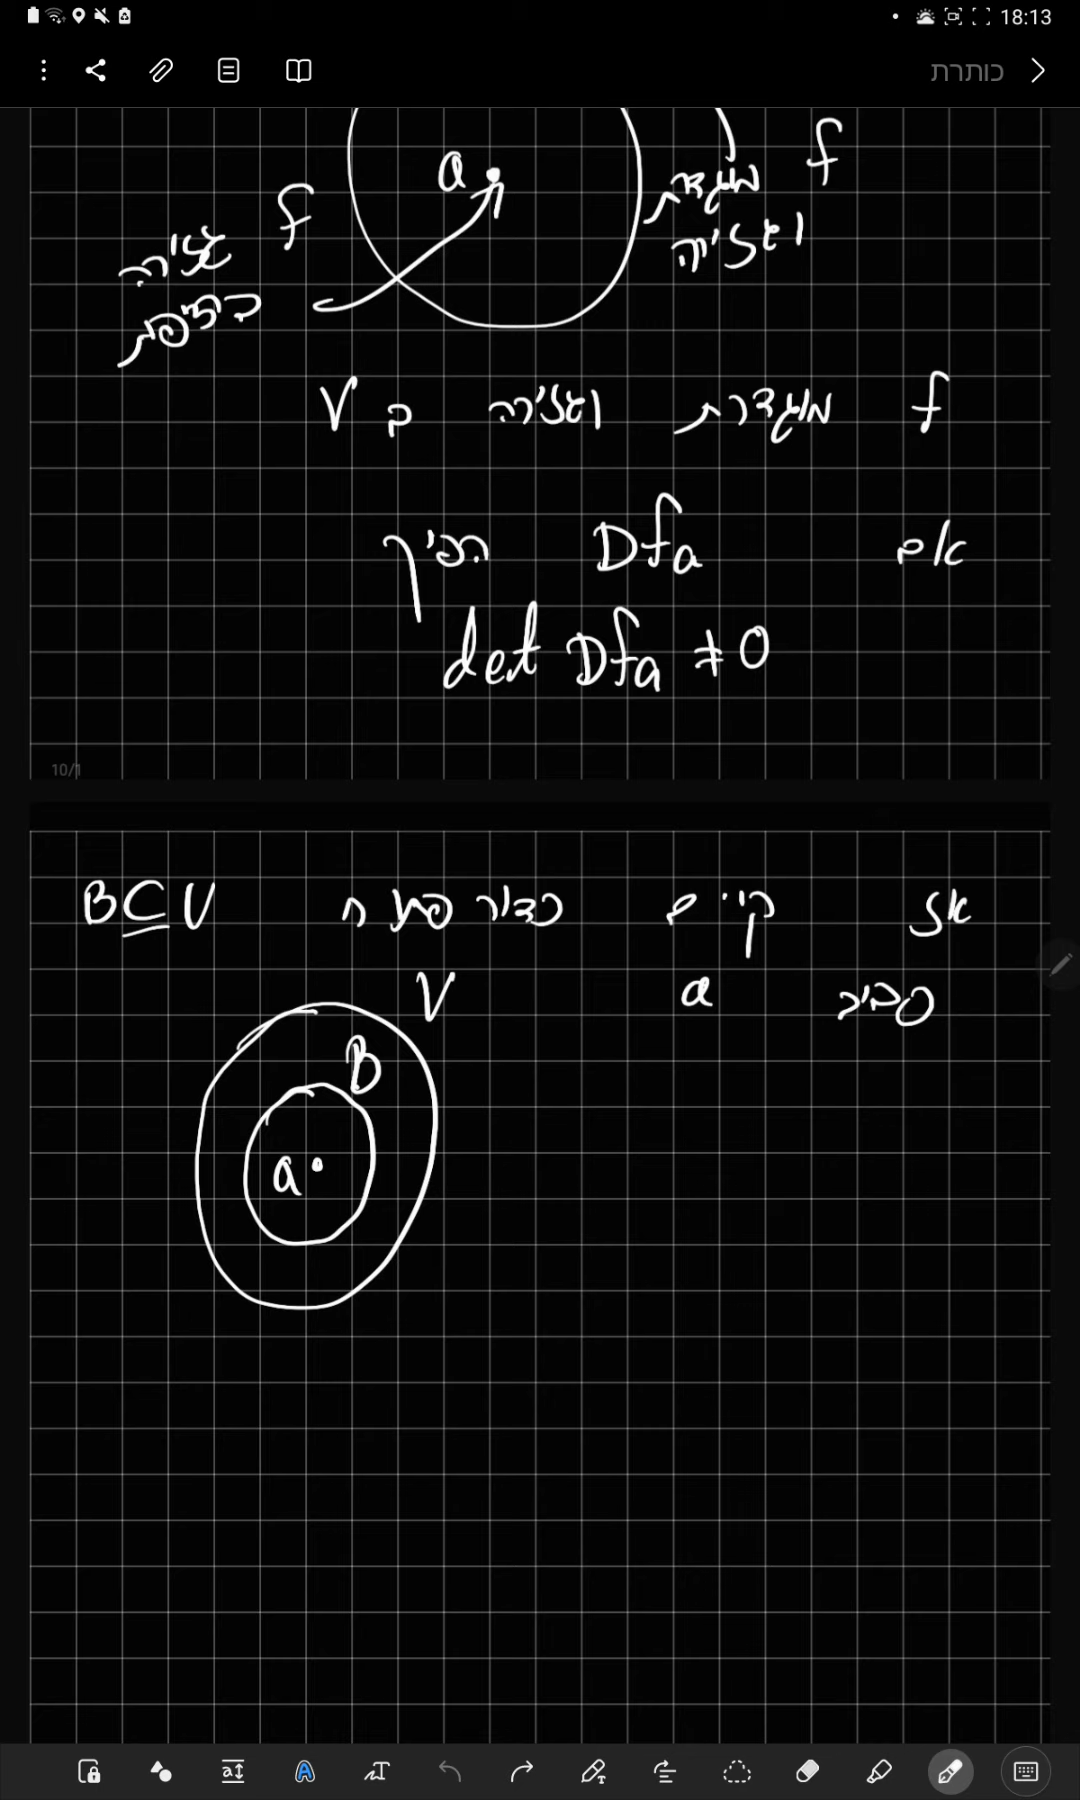 18:13
כותרת
a
f מוגדרת
וגזירה
f גזירה
ברציפות
f מוגדרת וגזירה ב V
אם Dfa הפיך
det Dfa ≠ 0
10/1
אז קיים כדור פתוח B ⊆ V
סביב a
V
B
a